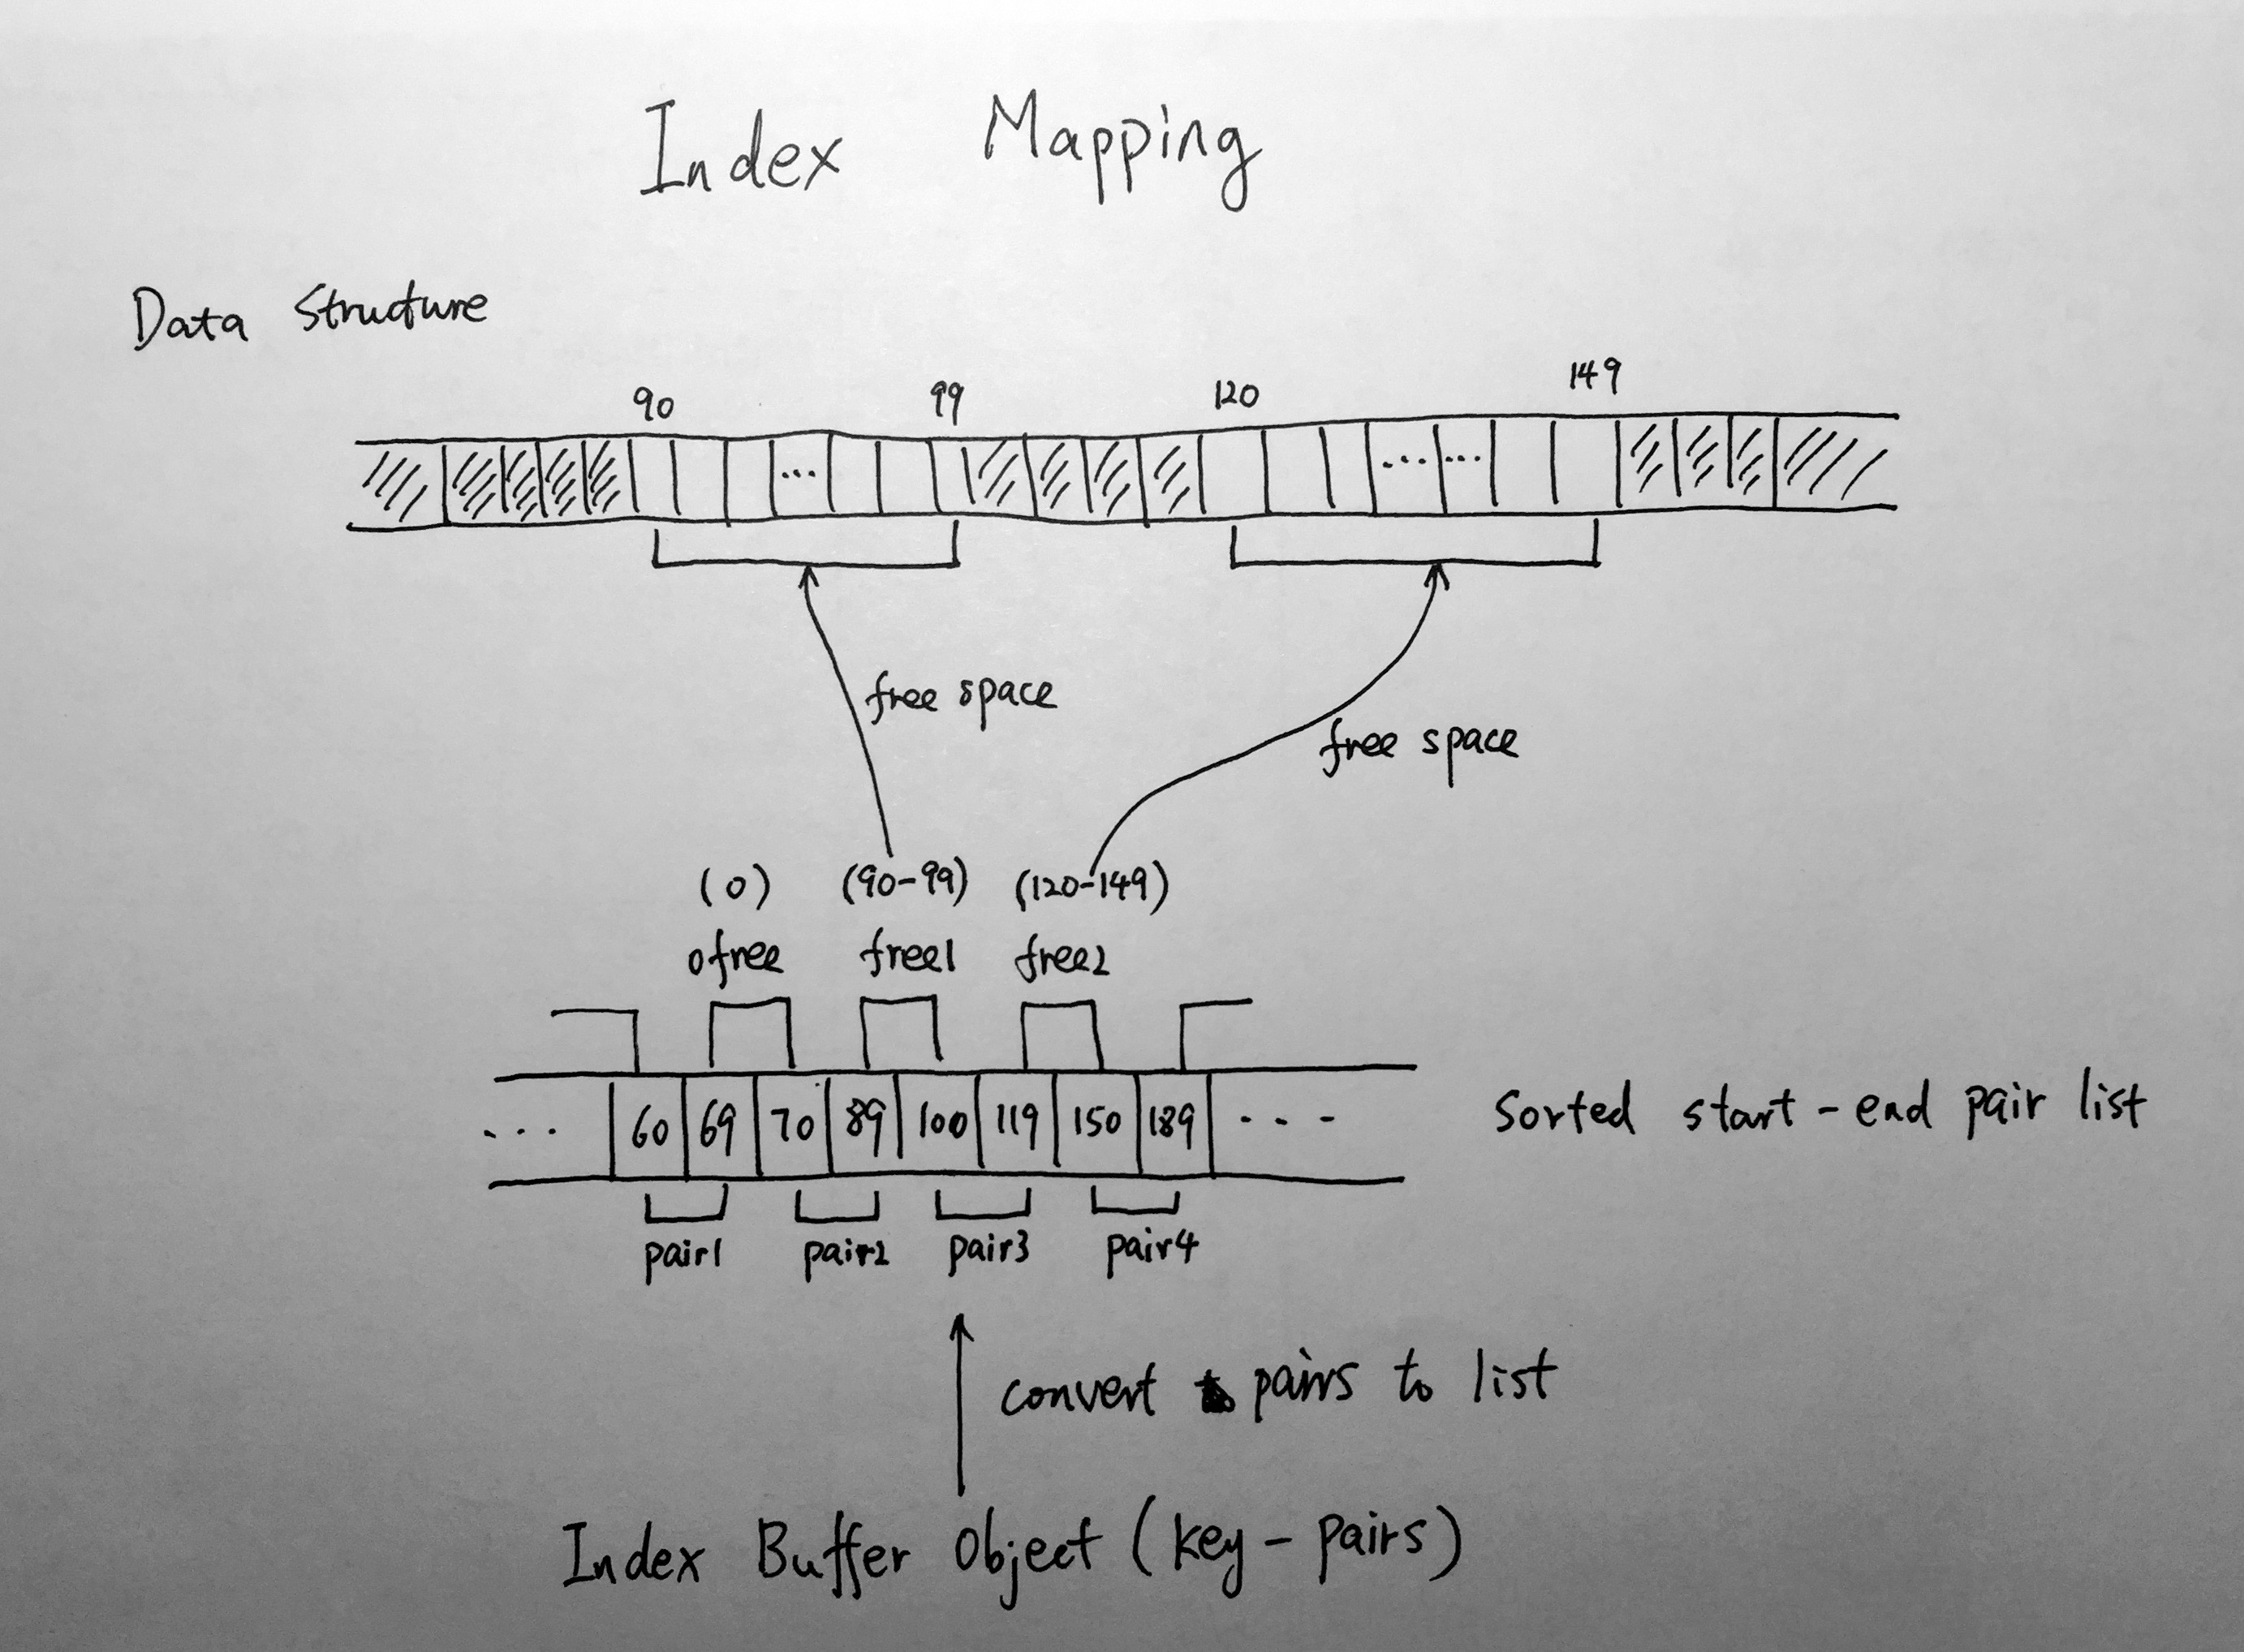 Index Mapping
Data Structure
90 99 120 149
... ... ...
free space
free space
(0) (90-99) (120-149)
0free free1 free2
... 60 69 70 89 100 119 150 189 ...
Sorted start-end pair list
pair1 pair2 pair3 pair4
convert pairs to list
Index Buffer Object (key-pairs)